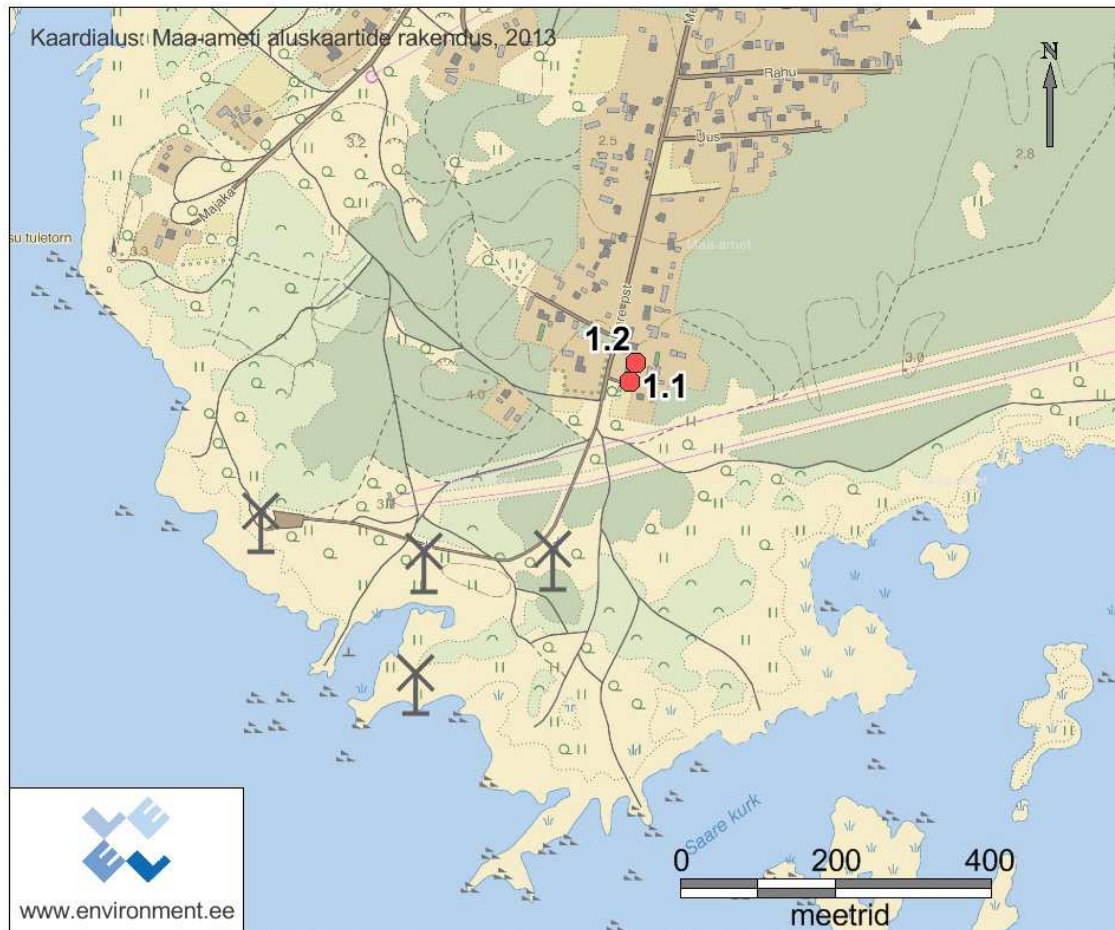 Kaardialus: Maa-ameti aluskaartide rakendus, 2013
N
Rahu
Uus
2.5
2.8
3.2
Majaka
su tuletorn
3.3
Maa-amet
1.2
1.1
3.0
4.0
Saare kurk
0 200 400
meetrid
www.environment.ee